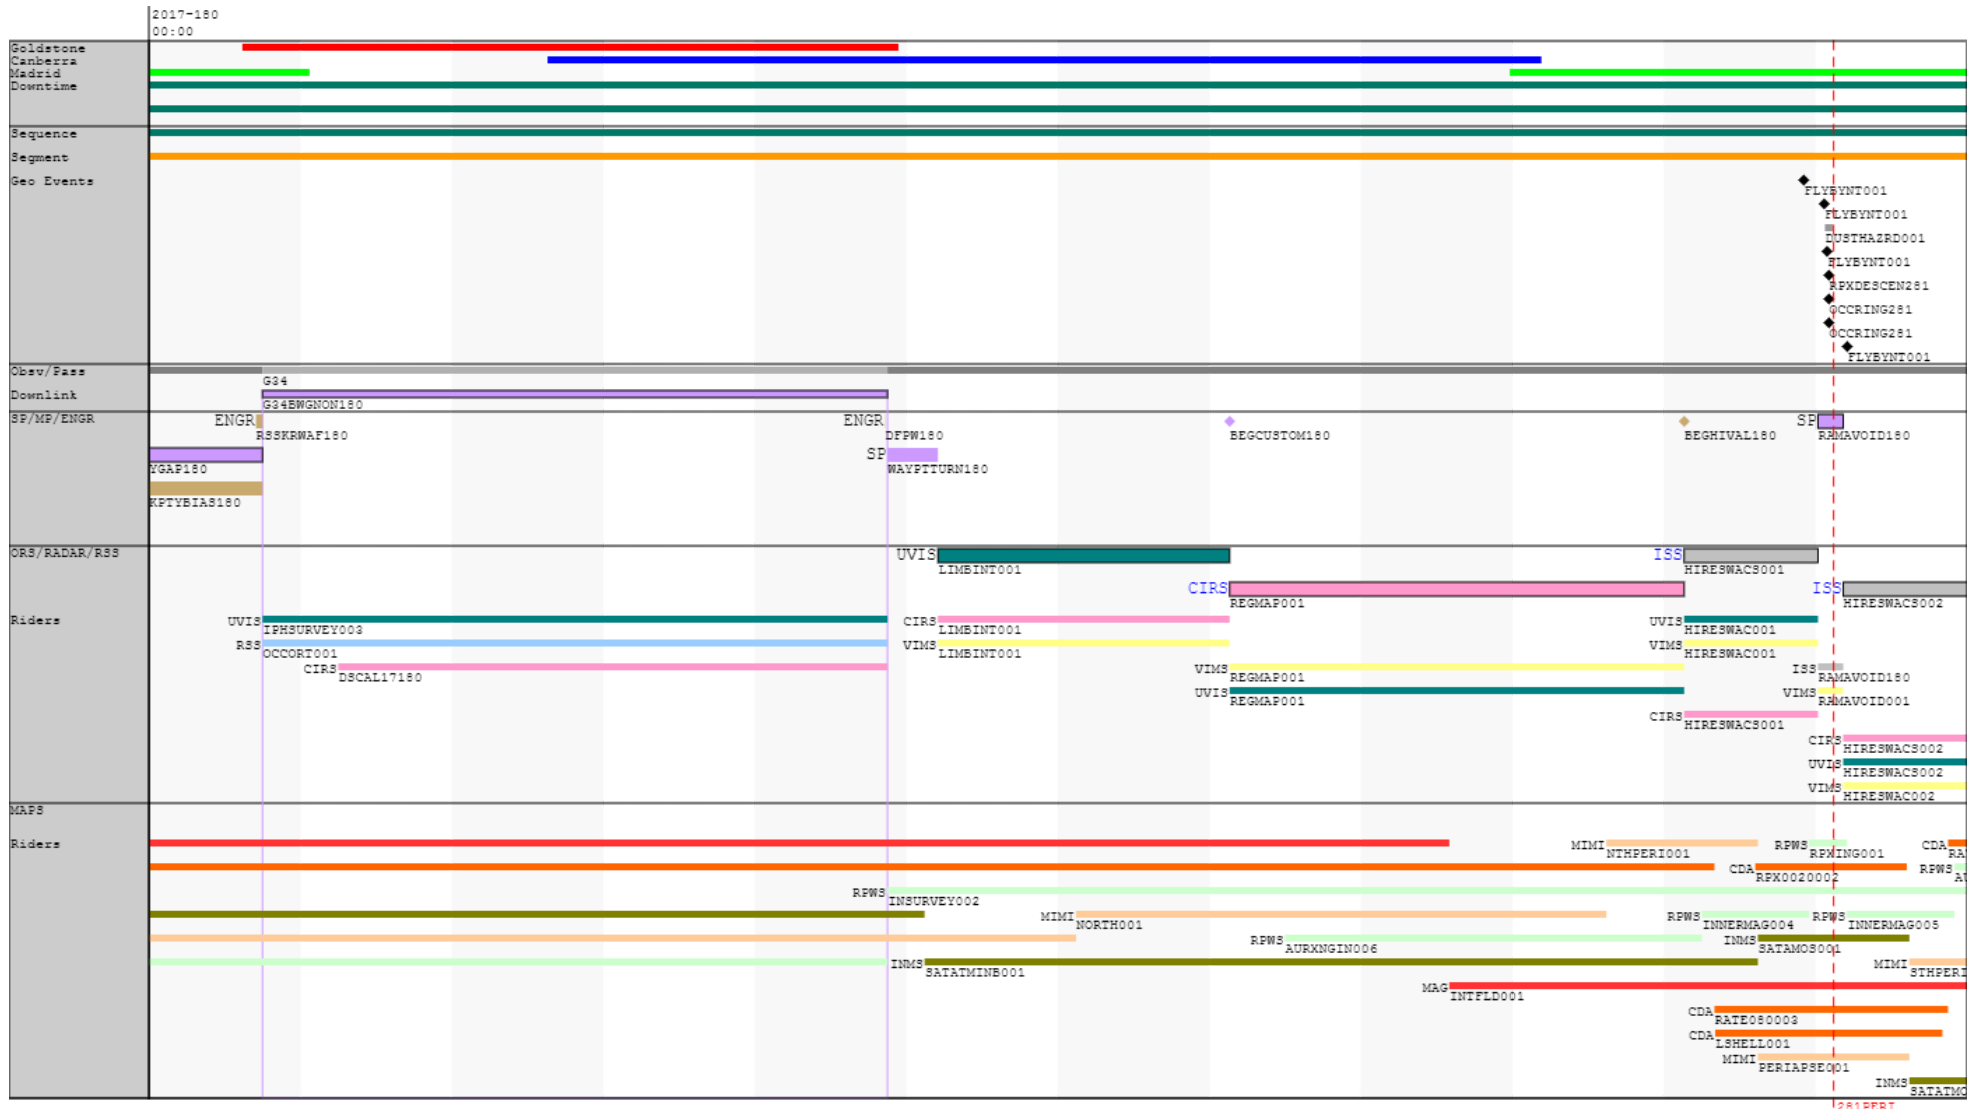 2017-180
00:00
Goldstone
Canberra
Madrid
Downtime
Sequence
Segment
Geo Events
FLYBYNT001
FLYBYNT001
DUSTHAZRD001
FLYBYNT001
RPXDESCEN281
OCCRING281
OCCRING281
FLYBYNT001
Obsv/Pass
G34
Downlink
G34BWGNON180
SP/MP/ENGR
ENGR
ENGR
SP
RSSKRWAF180
DFPW180
BEGCUSTOM180
BEGHIVAL180
RAMAVOID180
SP
YGAP180
WAYPTTURN180
KPTYBIAS180
ORS/RADAR/RSS
UVIS
ISS
LIMBINT001
HIRESWACS001
CIRS
ISS
REGMAP001
HIRESWACS002
Riders
UVIS
CIRS
UVIS
IPHSURVEY003
LIMBINT001
HIRESWAC001
RSS
VIMS
VIMS
OCCORT001
LIMBINT001
HIRESWAC001
CIRS
VIMS
ISS
DSCAL17180
REGMAP001
RAMAVOID180
UVIS
VIMS
REGMAP001
RAMAVOID001
CIRS
HIRESWACS001
CIRS
HIRESWACS002
UVIS
HIRESWACS002
VIMS
HIRESWAC002
MAPS
Riders
MIMI
RPWS
CDA
NTHPERI001
RPXING001
RA
CDA
RPWS
RPX0020002
RPWS
INSURVEY002
MIMI
RPWS
RPWS
NORTH001
INNERMAG004
INNERMAG005
RPWS
INMS
AURXNGIN006
SATAMOS001
INMS
MIMI
SATATMINB001
STHPERI
MAG
INTFLD001
CDA
RATE080003
CDA
LSHELL001
MIMI
PERIAPSE001
INMS
SATATMO
281PERI